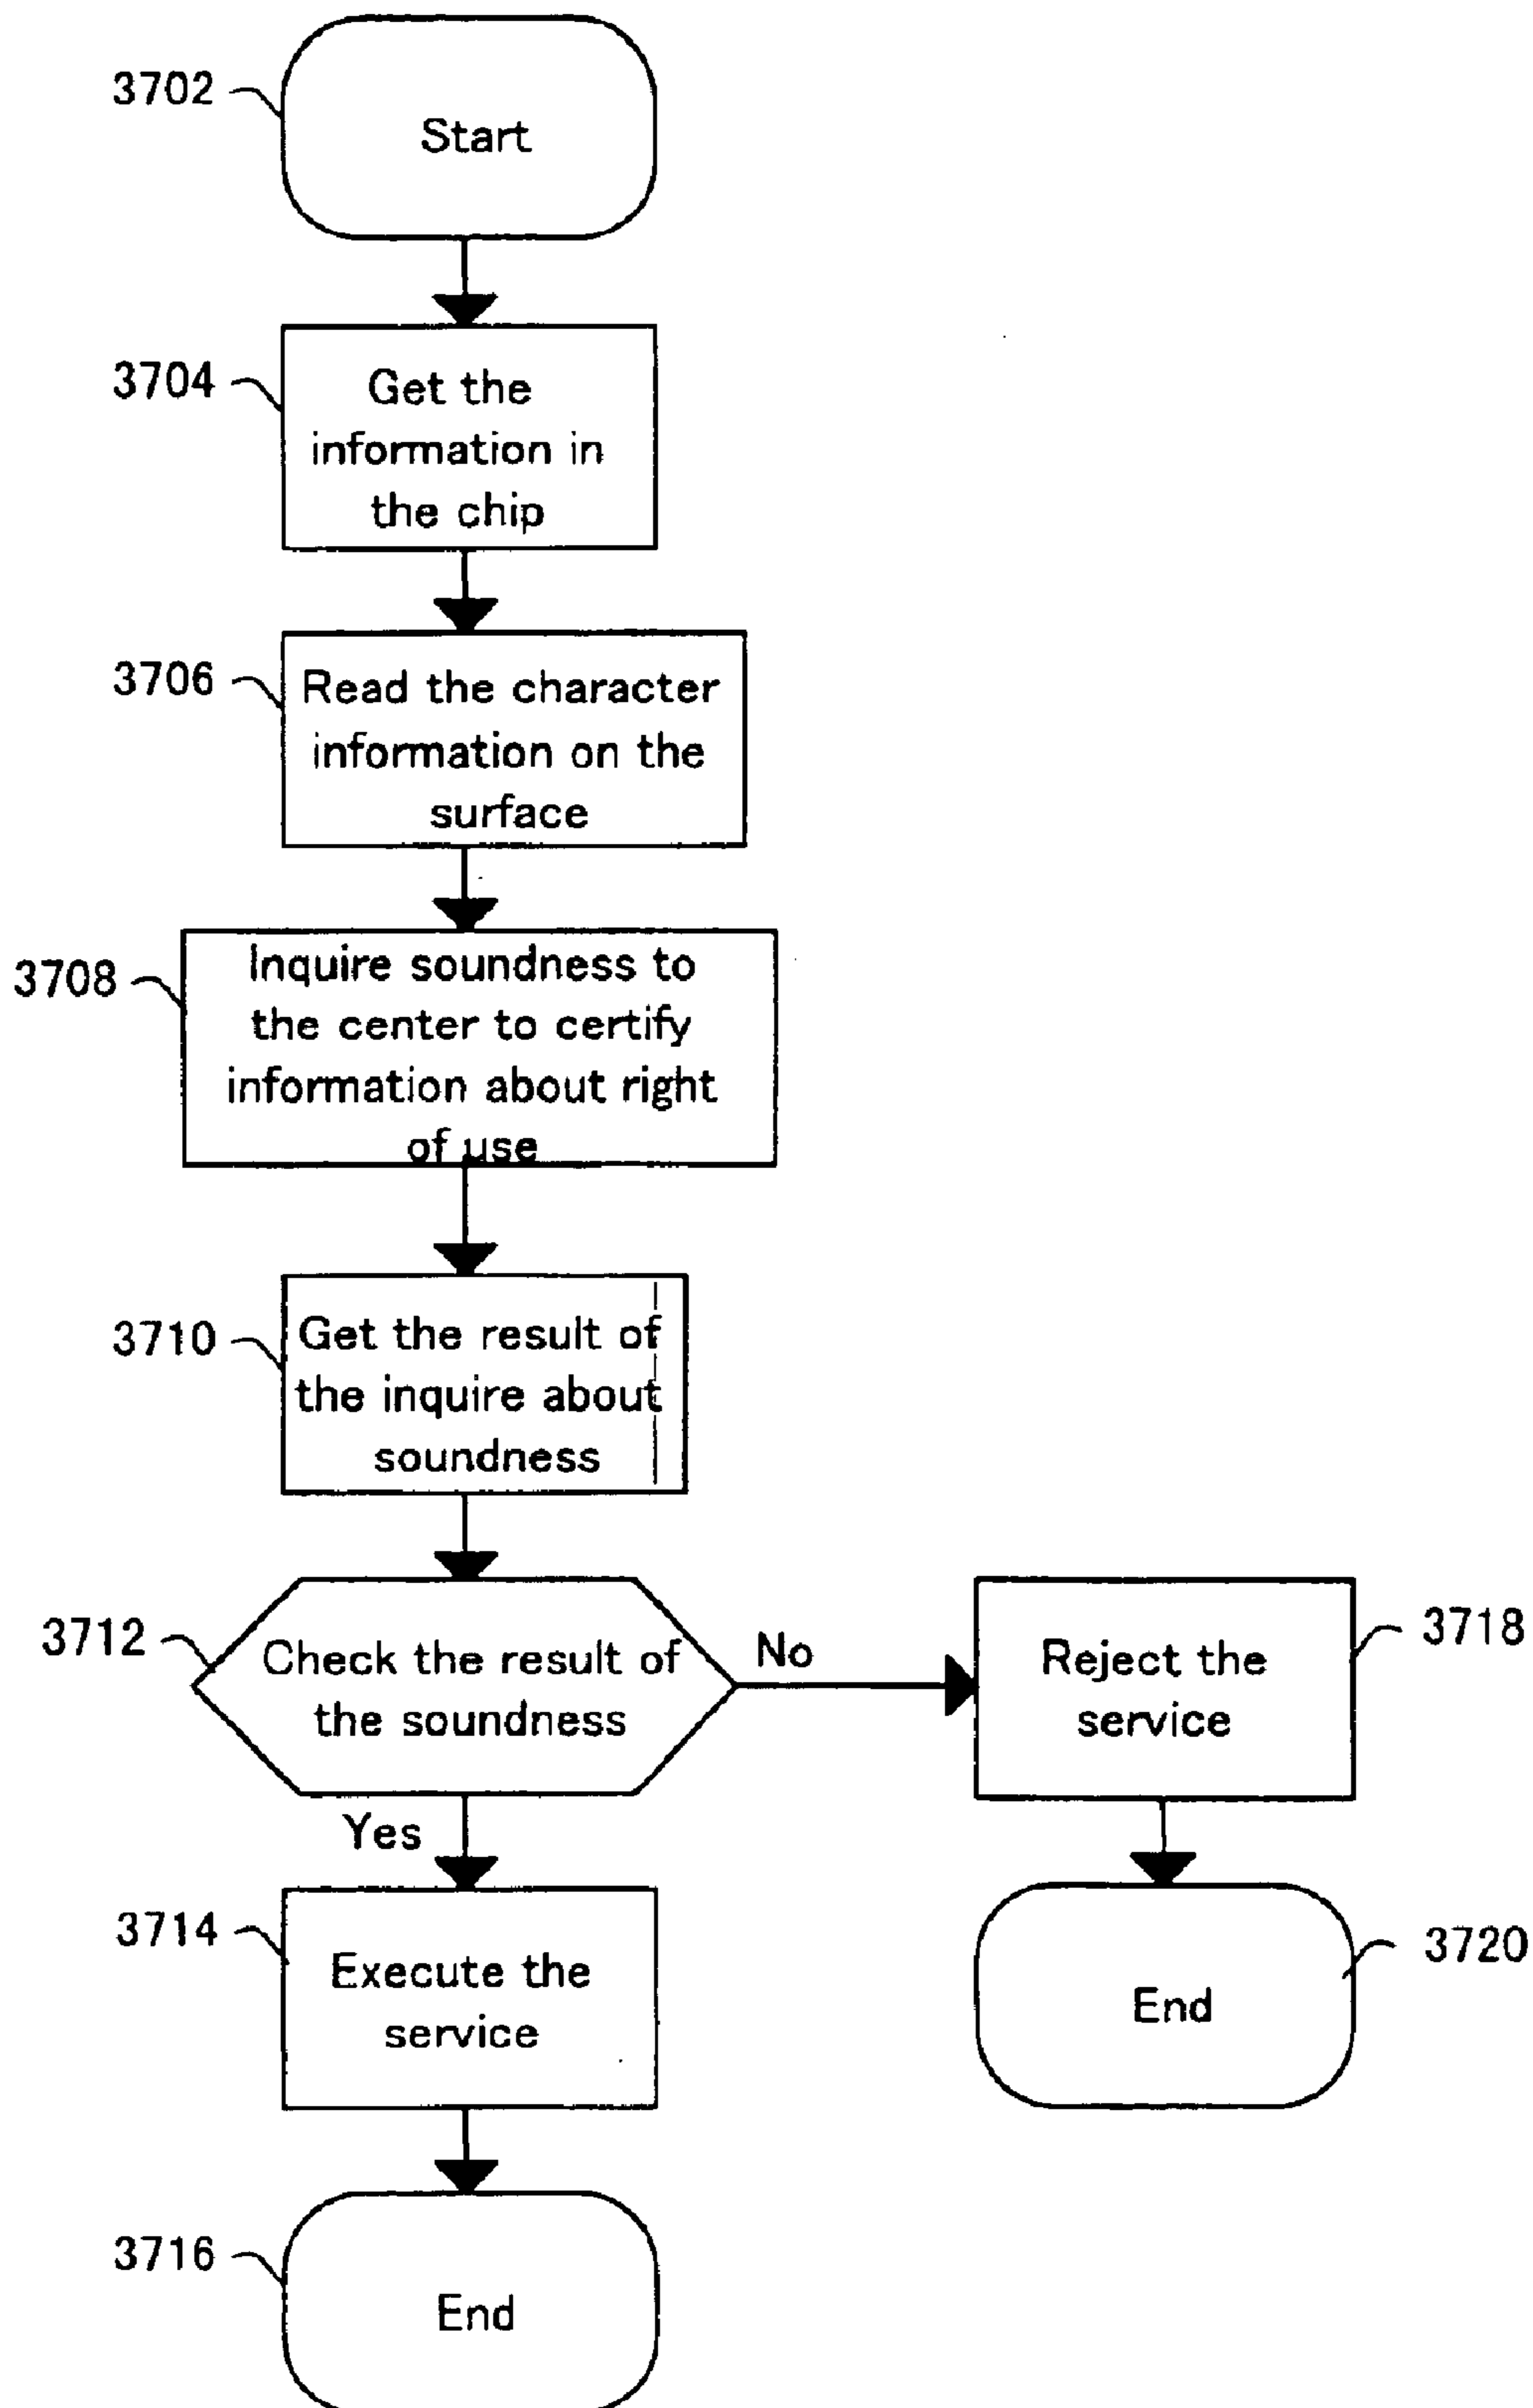 3702
Start
3704
Get the
information in
the chip
3706
Read the character
information on the
surface
3708
Inquire soundness to
the center to certify
information about right
of use
3710
Get the result of
the inquire about
soundness
3712
Check the result of
the soundness
No
Reject the
service
3718
Yes
3714
Execute the
service
End
3720
3716
End